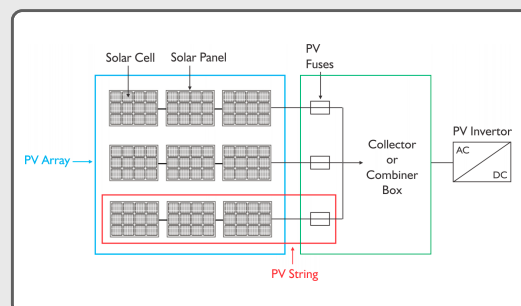 PV
Fuses
Solar Cell
Solar Panel
PV Array
Collector
or
Combiner
Box
PV Invertor
AC
DC
PV String